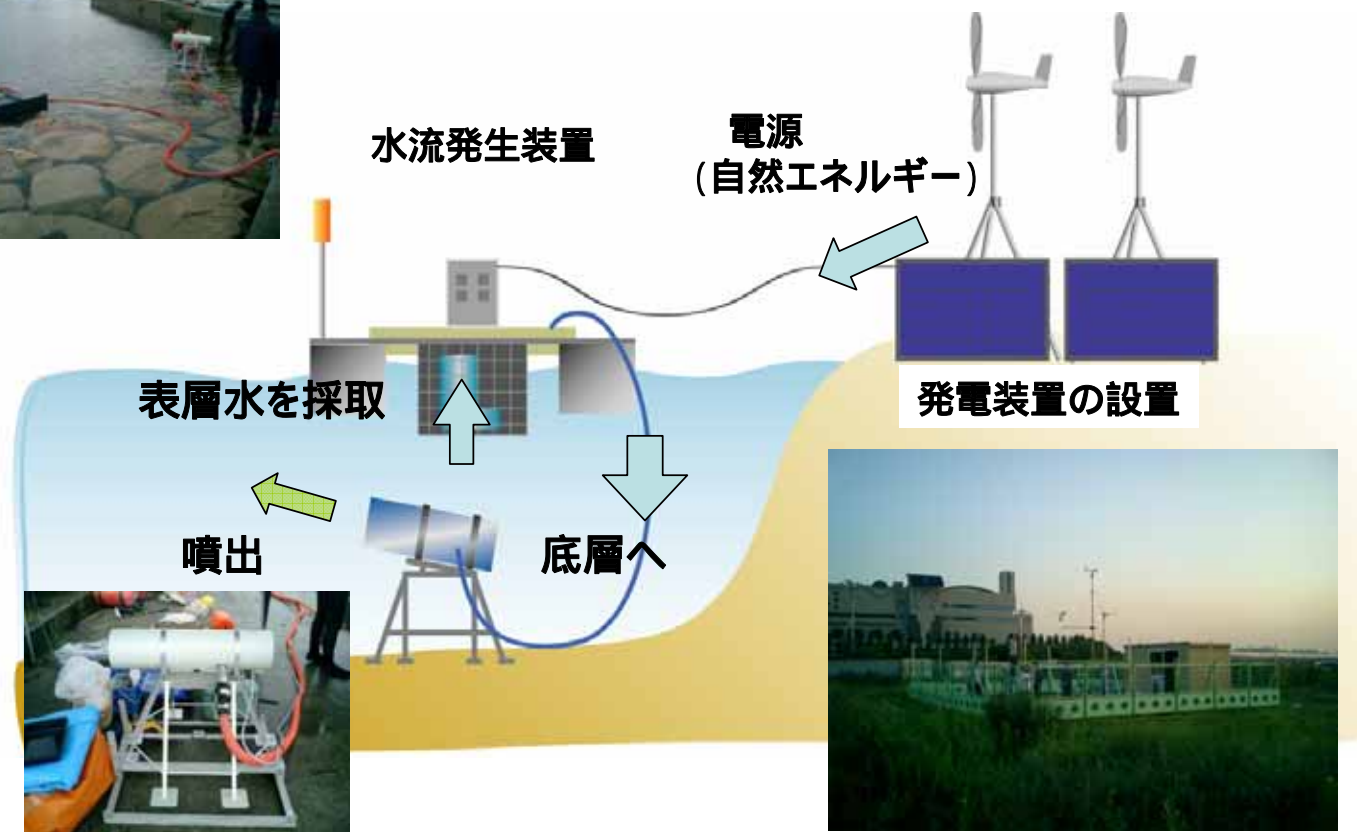 水流発生装置
電源
(自然エネルギー)
表層水を採取
発電装置の設置
噴出
底層へ